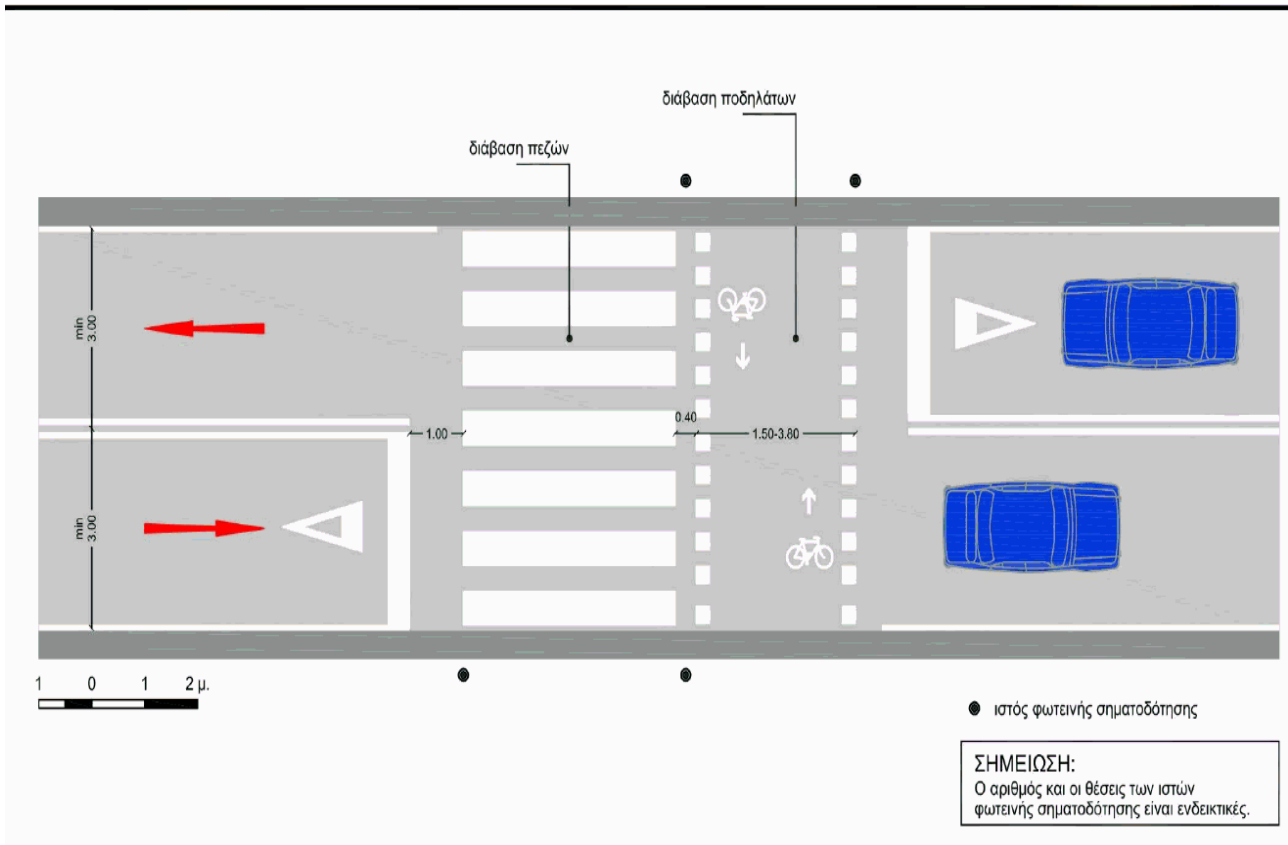 διάβαση ποδηλάτων
διάβαση πεζών
min
3.00
0.40
1.00
1.50-3.80
min
3.00
1 0 1 2 μ.
ιστός φωτεινής σηματοδότησης
ΣΗΜΕΙΩΣΗ:
Ο αριθμός και οι θέσεις των ιστών
φωτεινής σηματοδότησης είναι ενδεικτικές.